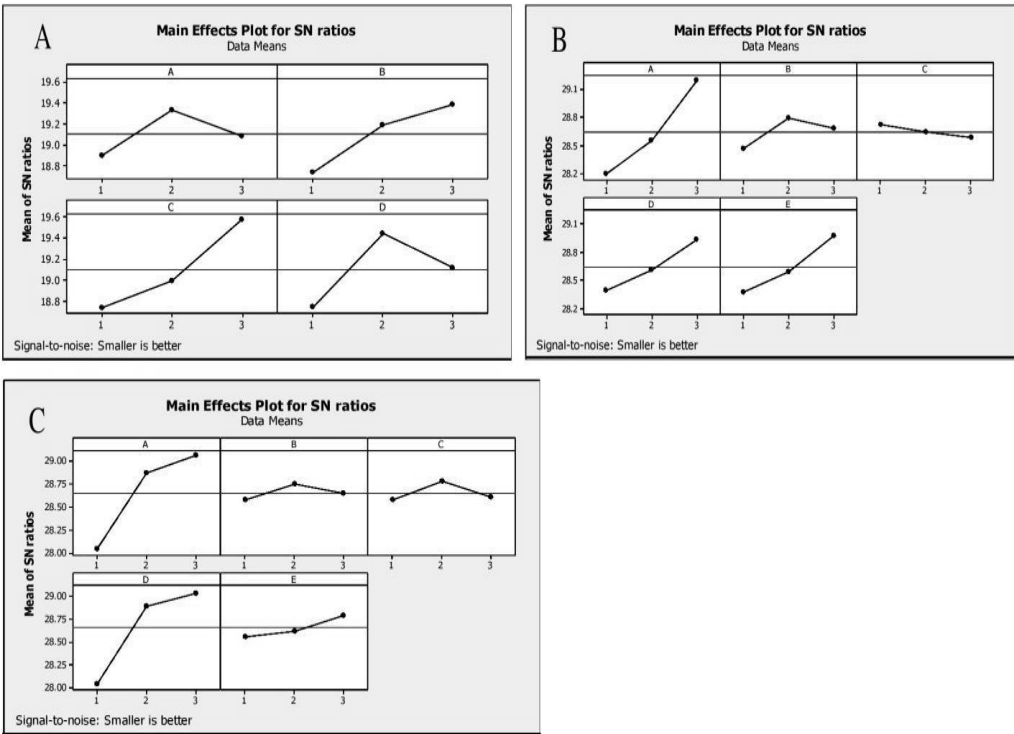 A
Main Effects Plot for SN ratios
Data Means
Mean of SN ratios
A B
19.6
19.4
19.2
19.0
18.8
1 2 3 1 2 3
C D
19.6
19.4
19.2
19.0
18.8
1 2 3 1 2 3
Signal-to-noise: Smaller is better
B
Main Effects Plot for SN ratios
Data Means
Mean of SN ratios
A B C
29.1
28.8
28.5
28.2
1 2 3 1 2 3 1 2 3
D E
29.1
28.8
28.5
28.2
1 2 3 1 2 3
Signal-to-noise: Smaller is better
C
Main Effects Plot for SN ratios
Data Means
Mean of SN ratios
A B C
29.00
28.75
28.50
28.25
28.00
1 2 3 1 2 3 1 2 3
D E
29.00
28.75
28.50
28.25
28.00
1 2 3 1 2 3
Signal-to-noise: Smaller is better